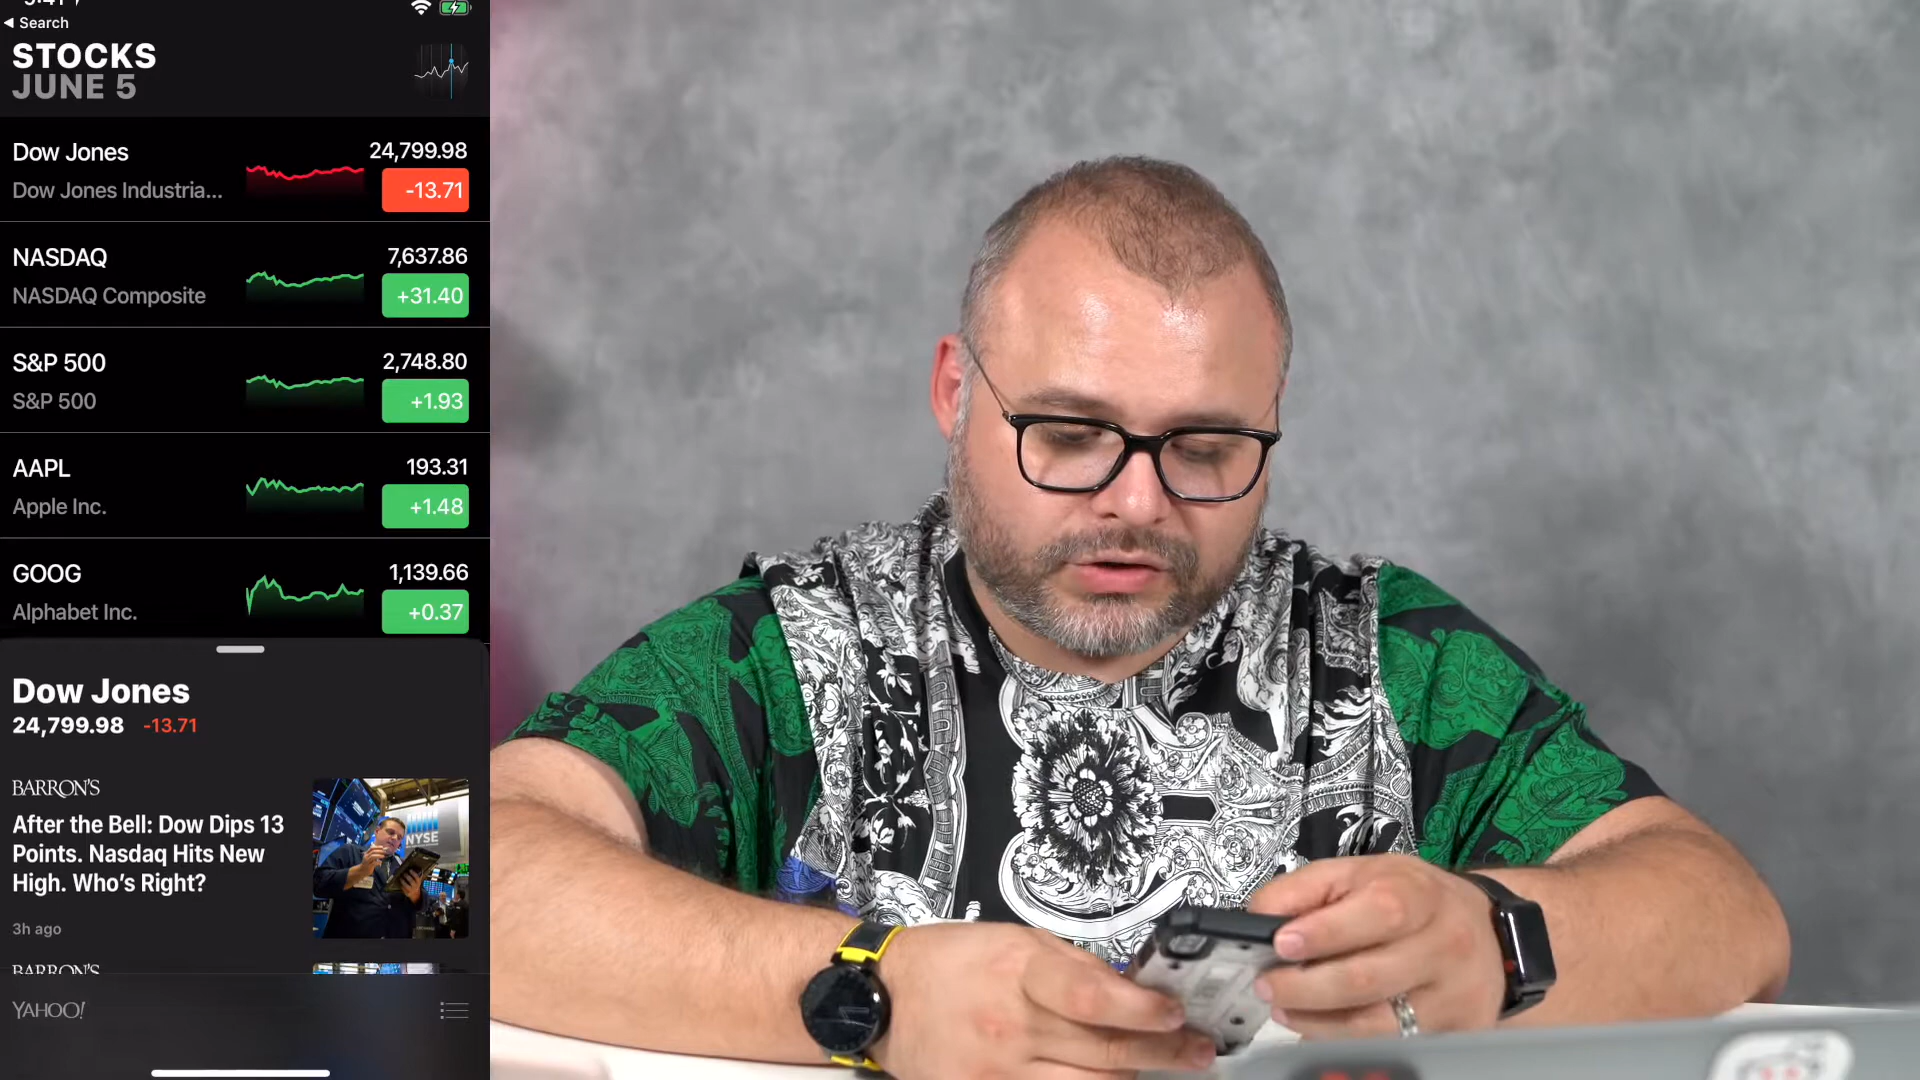 Search
STOCKS
JUNE 5
Dow Jones
24,799.98
Dow Jones Industria...
-13.71
NASDAQ
7,637.86
NASDAQ Composite
+31.40
S&P 500
2,748.80
S&P 500
+1.93
AAPL
193.31
Apple Inc.
+1.48
GOOG
1,139.66
Alphabet Inc.
+0.37
Dow Jones
24,799.98 -13.71
BARRON'S
After the Bell: Dow Dips 13
Points. Nasdaq Hits New
High. Who's Right?
3h ago
NYSE
BARRON'S
YAHOO!